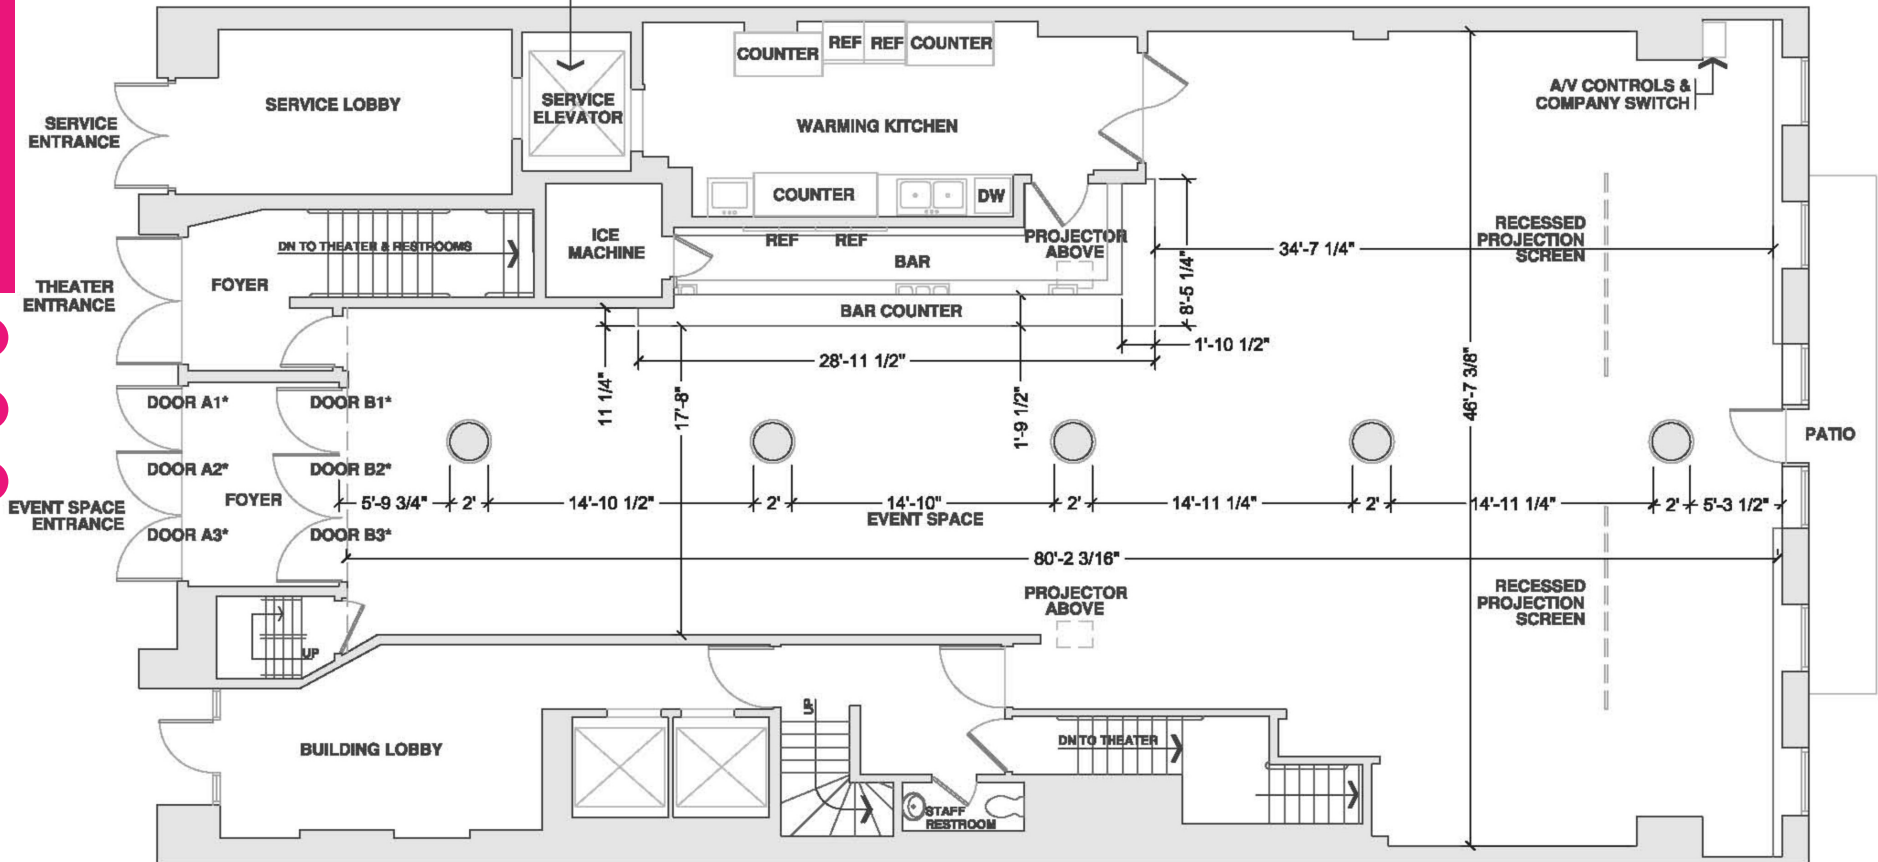 COUNTER
REF
REF
COUNTER
SERVICE LOBBY
SERVICE
ELEVATOR
WARMING KITCHEN
A/V CONTROLS &
COMPANY SWITCH
SERVICE
ENTRANCE
COUNTER
DW
ICE
MACHINE
REF
REF
PROJECTOR
ABOVE
BAR
RECESSED
PROJECTION
SCREEN
34'-7 1/4"
8'-5 1/4"
DN TO THEATER & RESTROOMS
FOYER
THEATER
ENTRANCE
BAR COUNTER
1'-10 1/2"
28'-11 1/2"
11 1/4"
17'-8"
1'-9 1/2"
46'-7 3/8"
DOOR A1*
DOOR B1*
PATIO
DOOR A2*
DOOR B2*
FOYER
EVENT SPACE
ENTRANCE
5'-9 3/4"
2'
14'-10 1/2"
2'
14'-10"
2'
14'-11 1/4"
2'
14'-11 1/4"
2'
5'-3 1/2"
EVENT SPACE
DOOR A3*
DOOR B3*
80'-2 3/16"
PROJECTOR
ABOVE
RECESSED
PROJECTION
SCREEN
UP
UP
BUILDING LOBBY
DN TO THEATER
STAFF
RESTROOM